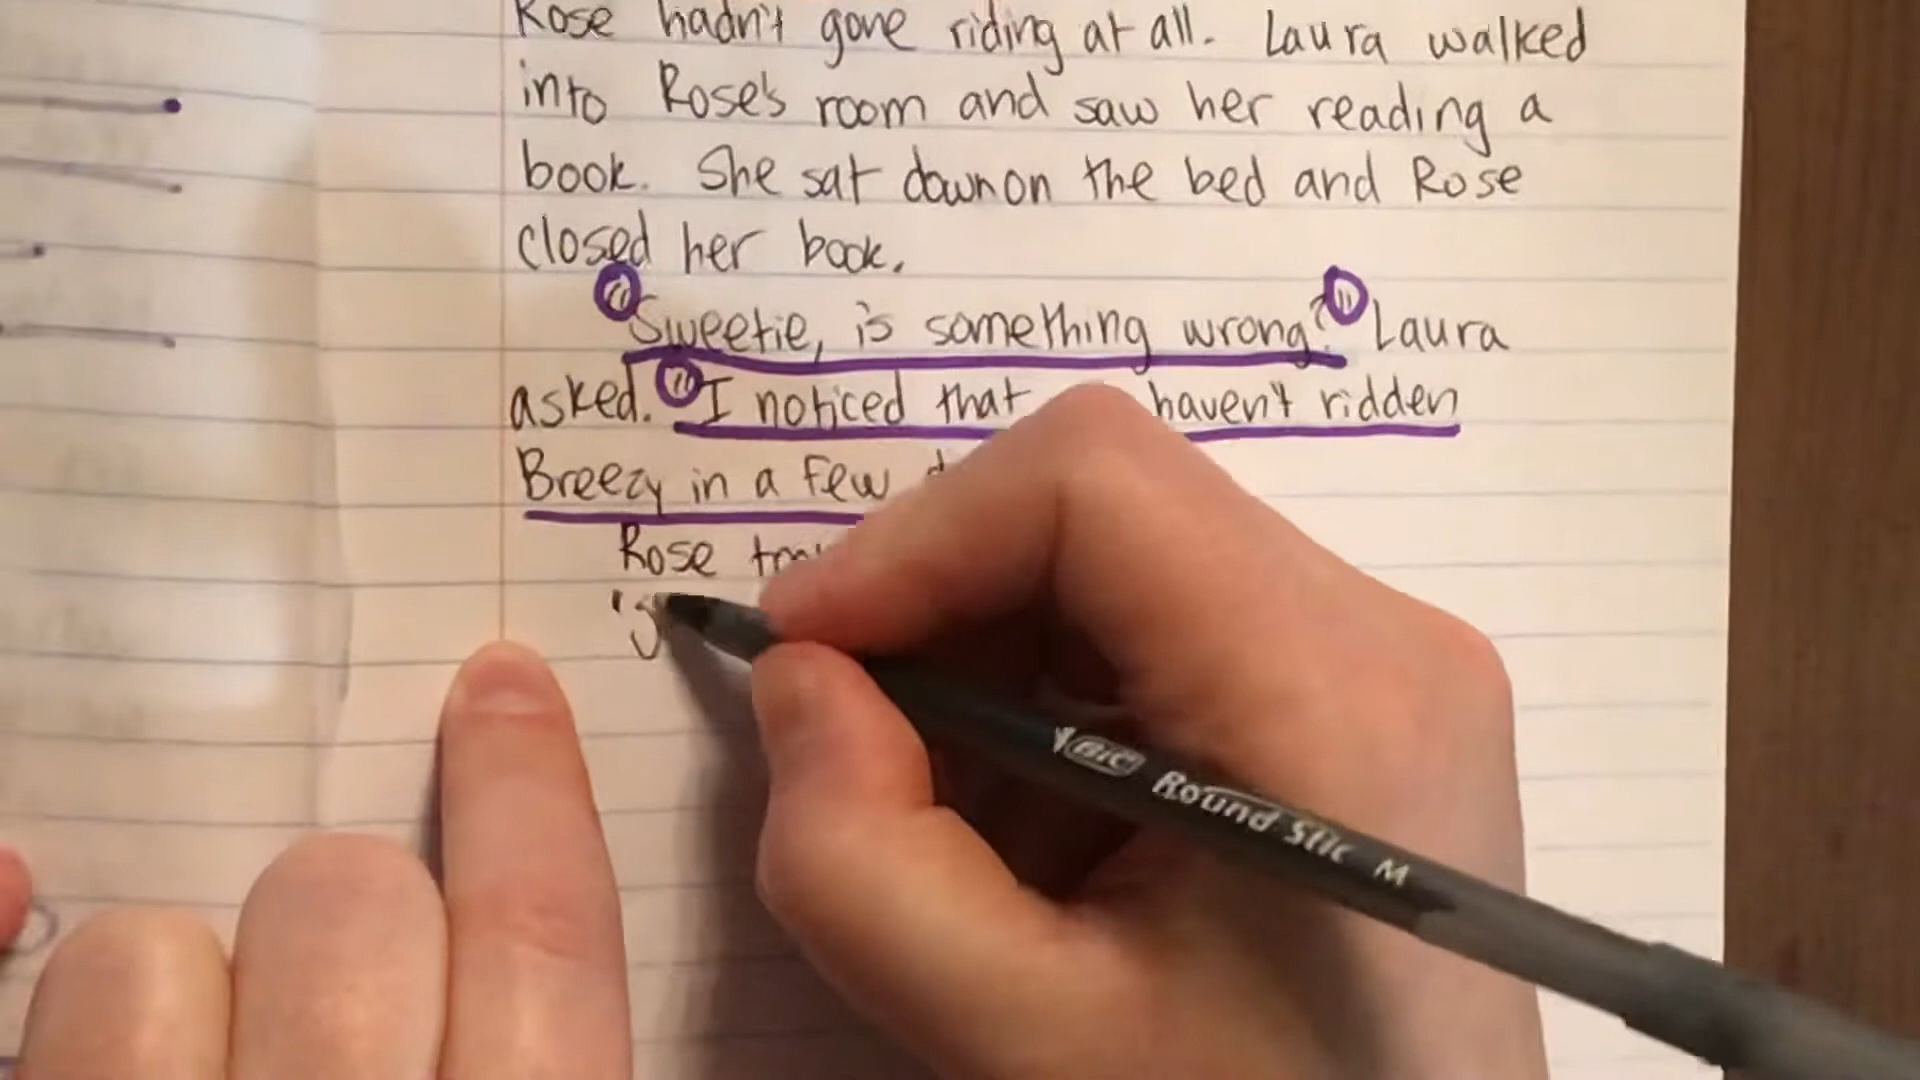 Rose hadn't gone riding at all. Laura walked
into Rose's room and saw her reading a
book. She sat down on the bed and Rose
closed her book.
"Sweetie, is something wrong?" Laura
asked. "I noticed that haven't ridden
Breezy in a few
Rose
BIC Round Stic M